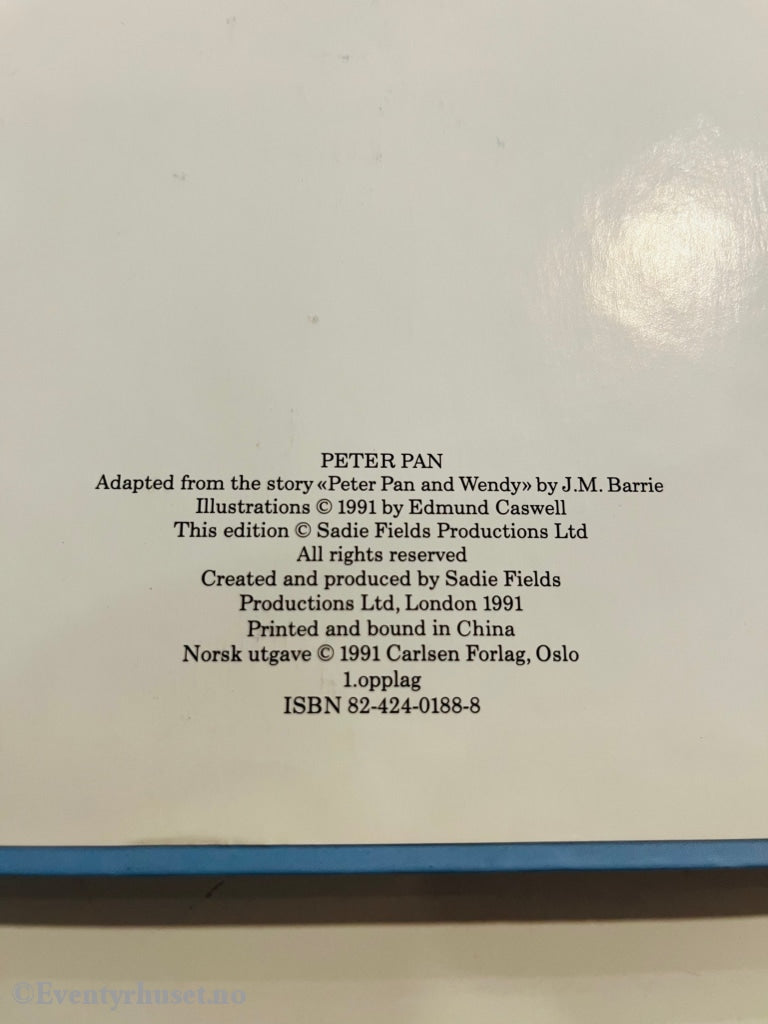 PETER PAN
Adapted from the story «Peter Pan and Wendy» by J.M. Barrie
Illustrations © 1991 by Edmund Caswell
This edition © Sadie Fields Productions Ltd
All rights reserved
Created and produced by Sadie Fields
Productions Ltd, London 1991
Printed and bound in China
Norsk utgave © 1991 Carlsen Forlag, Oslo
1.opplag
ISBN 82-424-0188-8
©Eventyrhuset.no